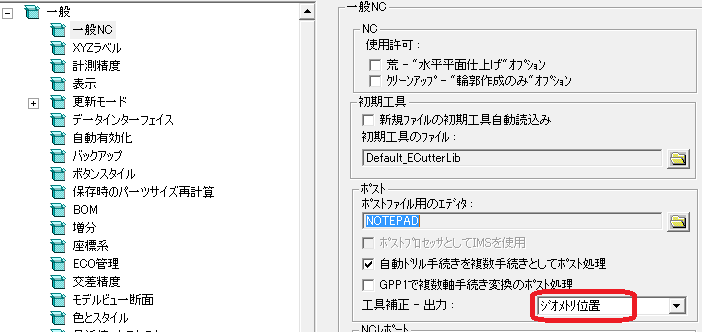 一般
一般NC
XYZラベル
計測精度
表示
更新モード
データインターフェイス
自動有効化
バックアップ
ボタンスタイル
保存時のパーツサイズ再計算
BOM
増分
座標系
ECO管理
交差精度
モデルビュー断面
色とスタイル
一般NC
NC
使用許可：
荒 - "水平平面仕上げ"オプション
クリーンアップ - "輪郭作成のみ"オプション
初期工具
新規ファイルの初期工具自動読込み
初期工具のファイル：
Default_ECutterLib
ポスト
ポストファイル用のエディタ：
NOTEPAD
ポストプロセッサとしてIMSを使用
自動ドリル手続きを複数手続きとしてポスト処理
GPP1で複数軸手続き変換のポスト処理
工具補正 - 出力： ジオメトリ位置
NCレポート